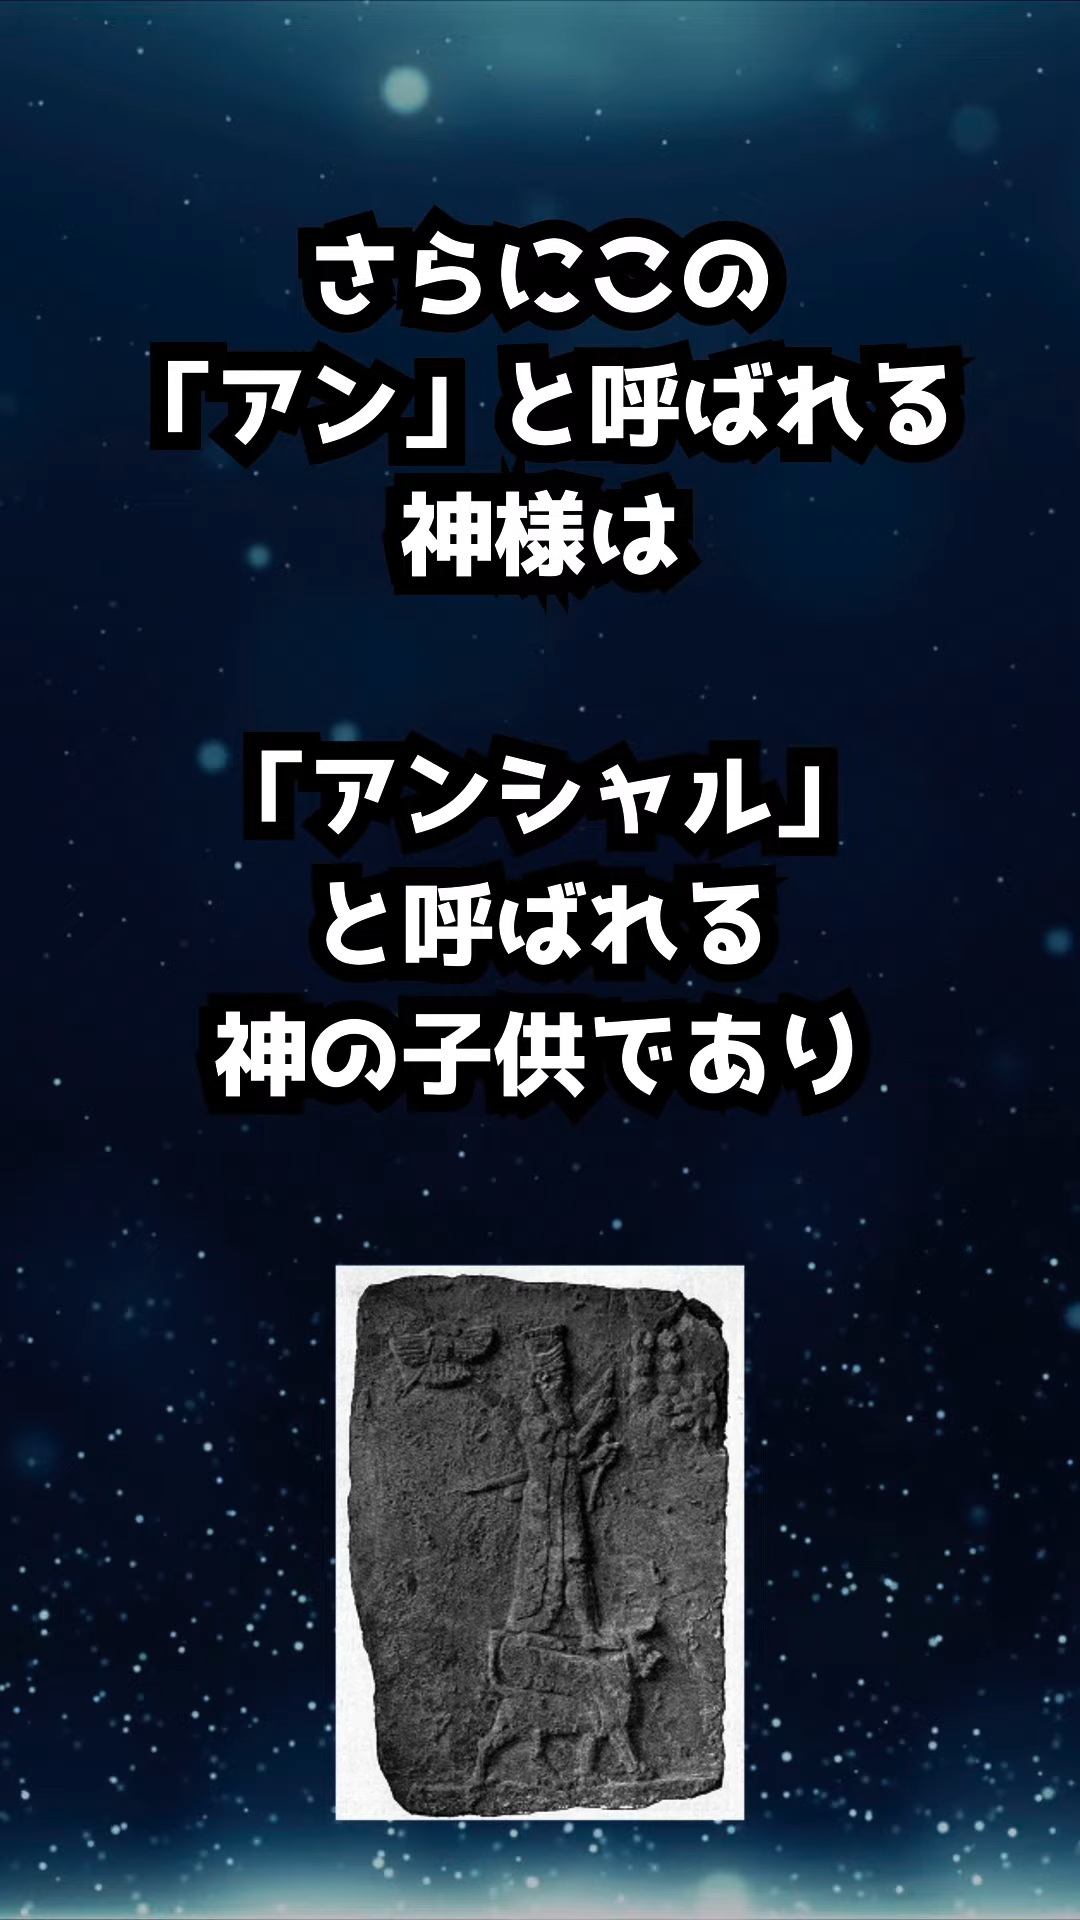 さらにこの
「アン」と呼ばれる
神様は
「アンシャル」
と呼ばれる
神の子供であり